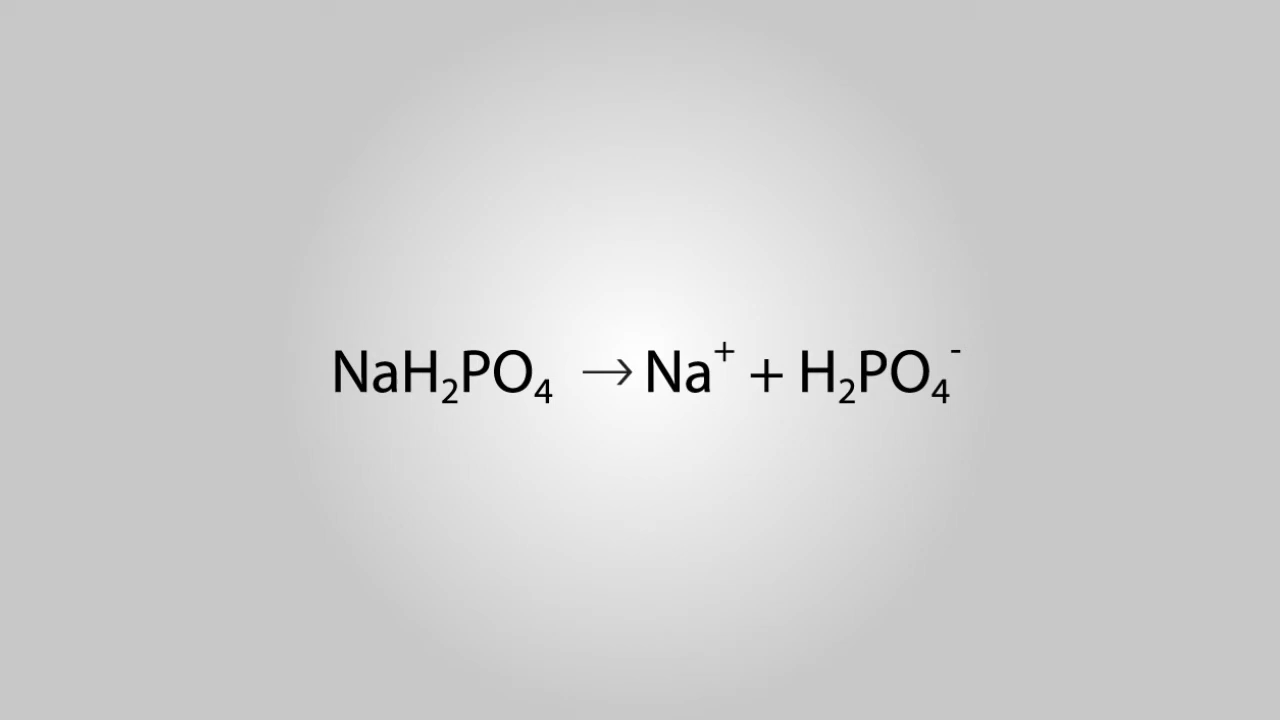 NaH₂PO₄ → Na⁺ + H₂PO₄⁻